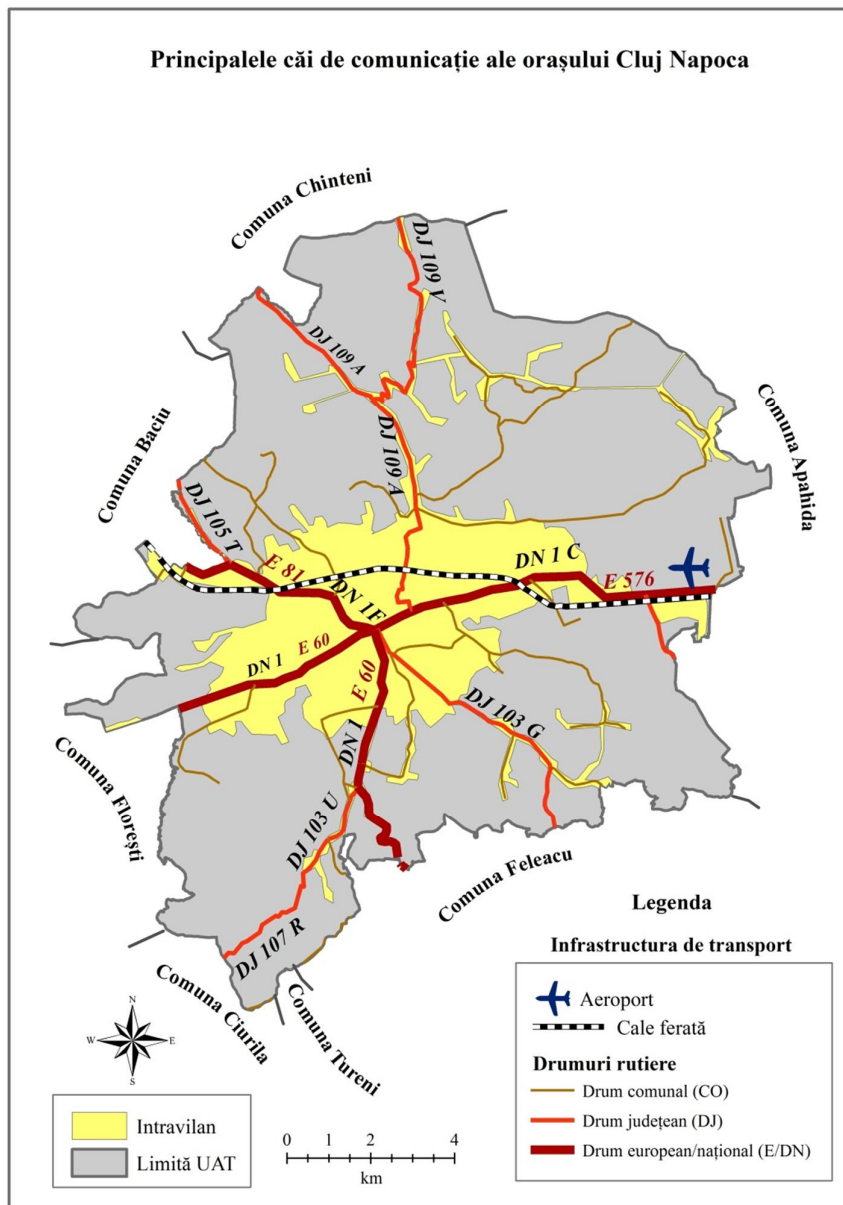 Principalele căi de comunicație ale orașului Cluj Napoca
Comuna Chinteni
DJ 109 V
DJ 109 A
Comuna Baciu
Comuna Apahida
DJ 109 A
DJ 105 T
E 81
DN 1 C
E 576
DN 1F
E 60
DN 1
E 60
DN 1
DJ 103 G
Comuna Florești
DJ 103 U
Comuna Feleacu
DJ 107 R
Comuna Ciurila
Comuna Tureni
N
W
E
S
Intravilan
Limită UAT
0 1 2 4
km
Legenda
Infrastructura de transport
Aeroport
Cale ferată
Drumuri rutiere
Drum comunal (CO)
Drum județean (DJ)
Drum european/național (E/DN)